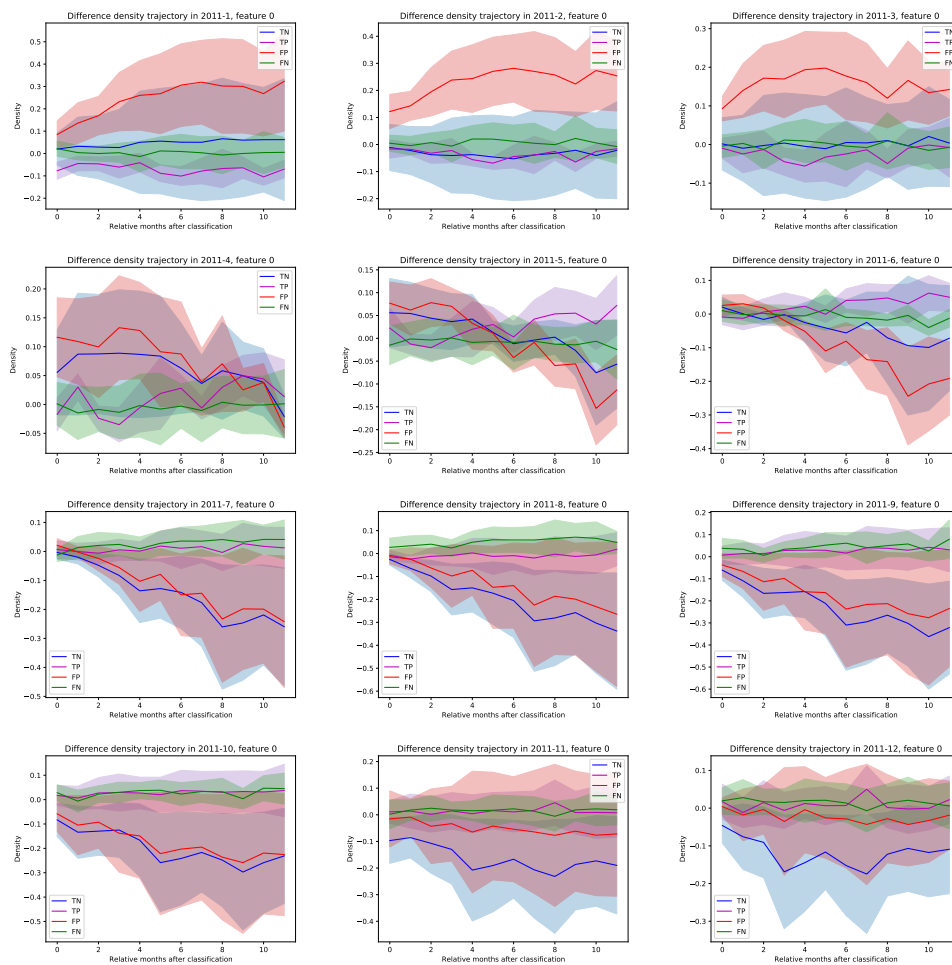 Difference density trajectory in 2011-1, feature 0
Difference density trajectory in 2011-2, feature 0
Difference density trajectory in 2011-3, feature 0
0.5
0.4
0.3
0.2
0.1
0.0
−0.1
−0.2
Density
0 2 4 6 8 10
Relative months after classification
TN
TP
FP
FN
0.4
0.3
0.2
0.1
0.0
−0.1
−0.2
Density
0 2 4 6 8 10
Relative months after classification
TN
TP
FP
FN
0.3
0.2
0.1
0.0
−0.1
Density
0 2 4 6 8 10
Relative months after classification
TN
TP
FP
FN
Difference density trajectory in 2011-4, feature 0
Difference density trajectory in 2011-5, feature 0
Difference density trajectory in 2011-6, feature 0
0.20
0.15
0.10
0.05
0.00
−0.05
Density
0 2 4 6 8 10
Relative months after classification
TN
TP
FP
FN
0.15
0.10
0.05
0.00
−0.05
−0.10
−0.15
−0.20
−0.25
Density
0 2 4 6 8 10
Relative months after classification
TN
TP
FP
FN
0.1
0.0
−0.1
−0.2
−0.3
−0.4
Density
0 2 4 6 8 10
Relative months after classification
TN
TP
FP
FN
Difference density trajectory in 2011-7, feature 0
Difference density trajectory in 2011-8, feature 0
Difference density trajectory in 2011-9, feature 0
0.1
0.0
−0.1
−0.2
−0.3
−0.4
−0.5
Density
0 2 4 6 8 10
Relative months after classification
TN
TP
FP
FN
0.1
0.0
−0.1
−0.2
−0.3
−0.4
−0.5
−0.6
Density
0 2 4 6 8 10
Relative months after classification
TN
TP
FP
FN
0.2
0.1
0.0
−0.1
−0.2
−0.3
−0.4
−0.5
−0.6
Density
0 2 4 6 8 10
Relative months after classification
TN
TP
FP
FN
Difference density trajectory in 2011-10, feature 0
Difference density trajectory in 2011-11, feature 0
Difference density trajectory in 2011-12, feature 0
0.1
0.0
−0.1
−0.2
−0.3
−0.4
−0.5
Density
0 2 4 6 8 10
Relative months after classification
TN
TP
FP
FN
0.2
0.1
0.0
−0.1
−0.2
−0.3
−0.4
Density
0 2 4 6 8 10
Relative months after classification
TN
TP
FP
FN
0.1
0.0
−0.1
−0.2
−0.3
Density
0 2 4 6 8 10
Relative months after classification
TN
TP
FP
FN